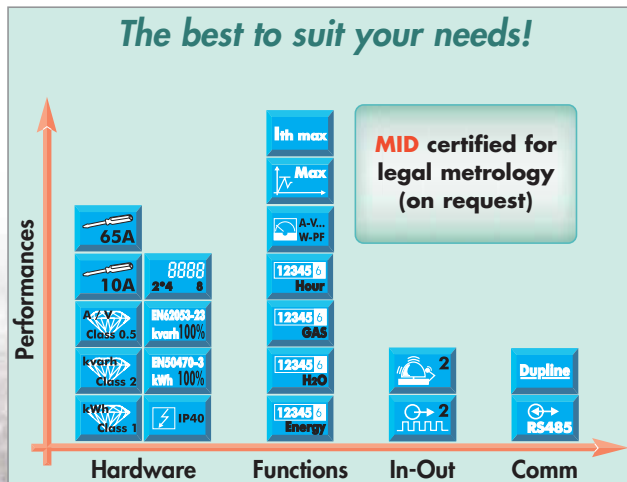 The best to suit your needs!
MID certified for
legal metrology
(on request)
Performances
65A
10A
A / V
Class 0.5
kvarh
Class 2
kWh
Class 1
8888
2*4 8
EN62053-23
kvarh 100%
EN50470-3
kWh 100%
IP40
Ith max
Max
A-V...
W-PF
12345 6
Hour
12345 6
GAS
12345 6
H2O
12345 6
Energy
2
2
Dupline
RS485
Hardware Functions In-Out Comm